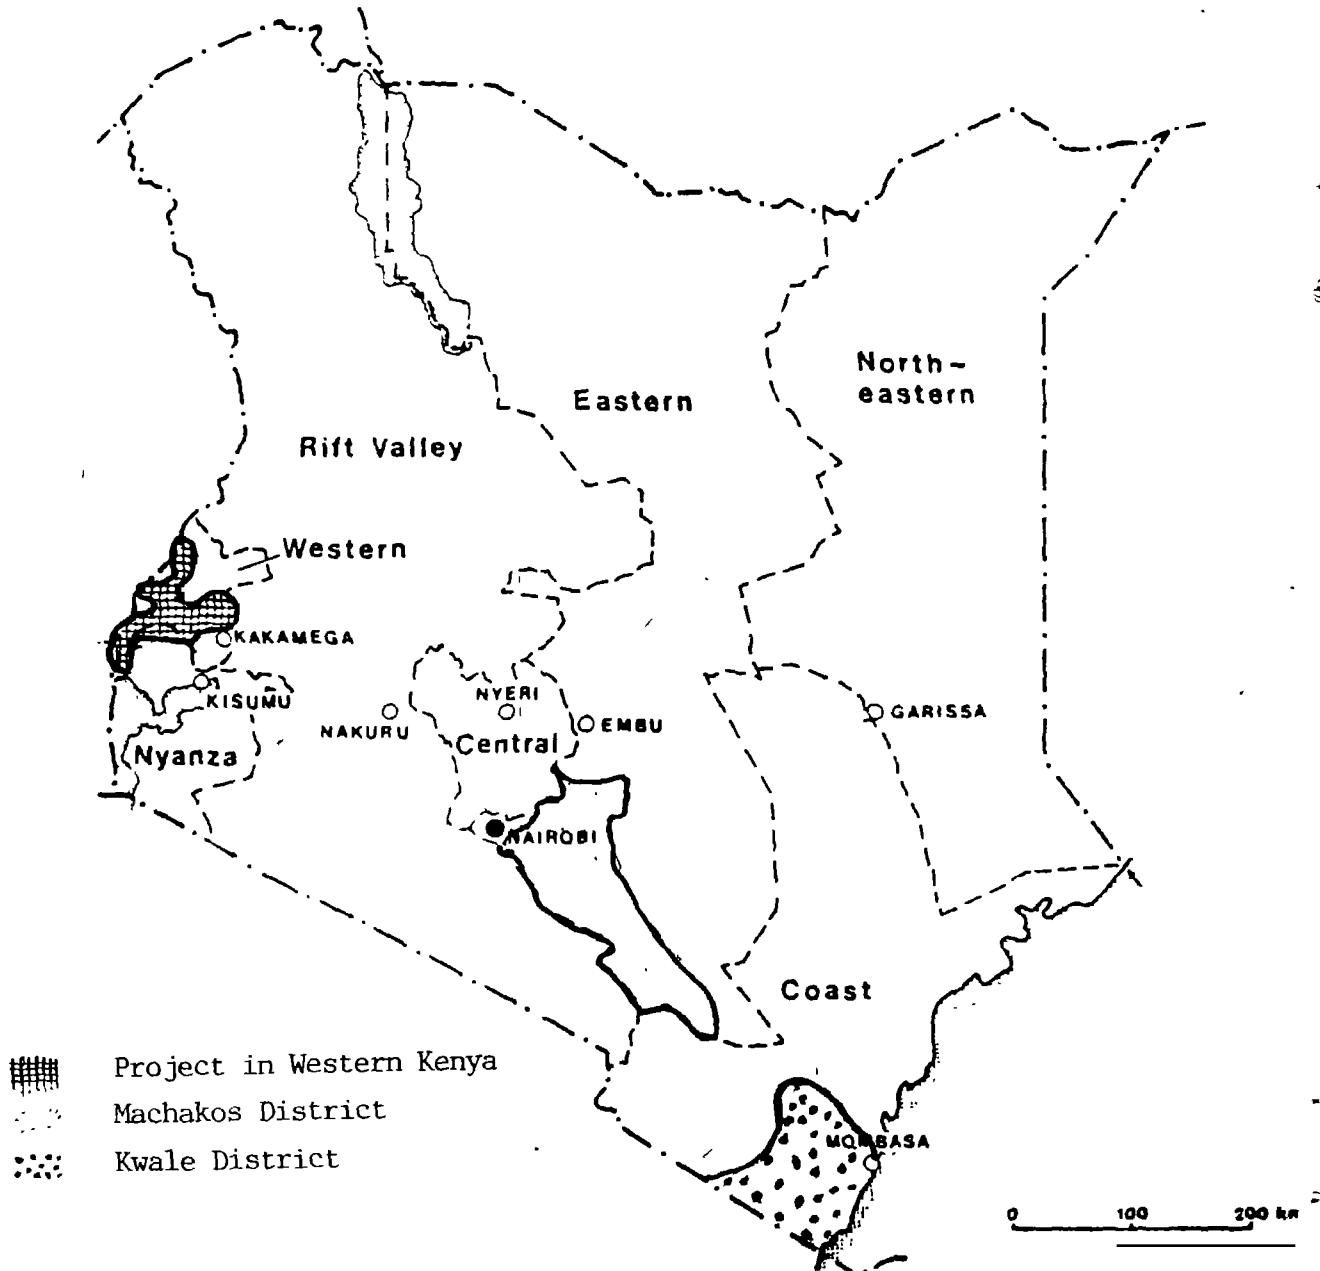 North-
eastern
Eastern
Rift Valley
Western
KAKAMEGA
KISUMU
NYERI
NAKURU
EMBU
GARISSA
Central
Nyanza
NAIROBI
Coast
Project in Western Kenya
Machakos District
Kwale District
MOMBASA
0 100 200 km